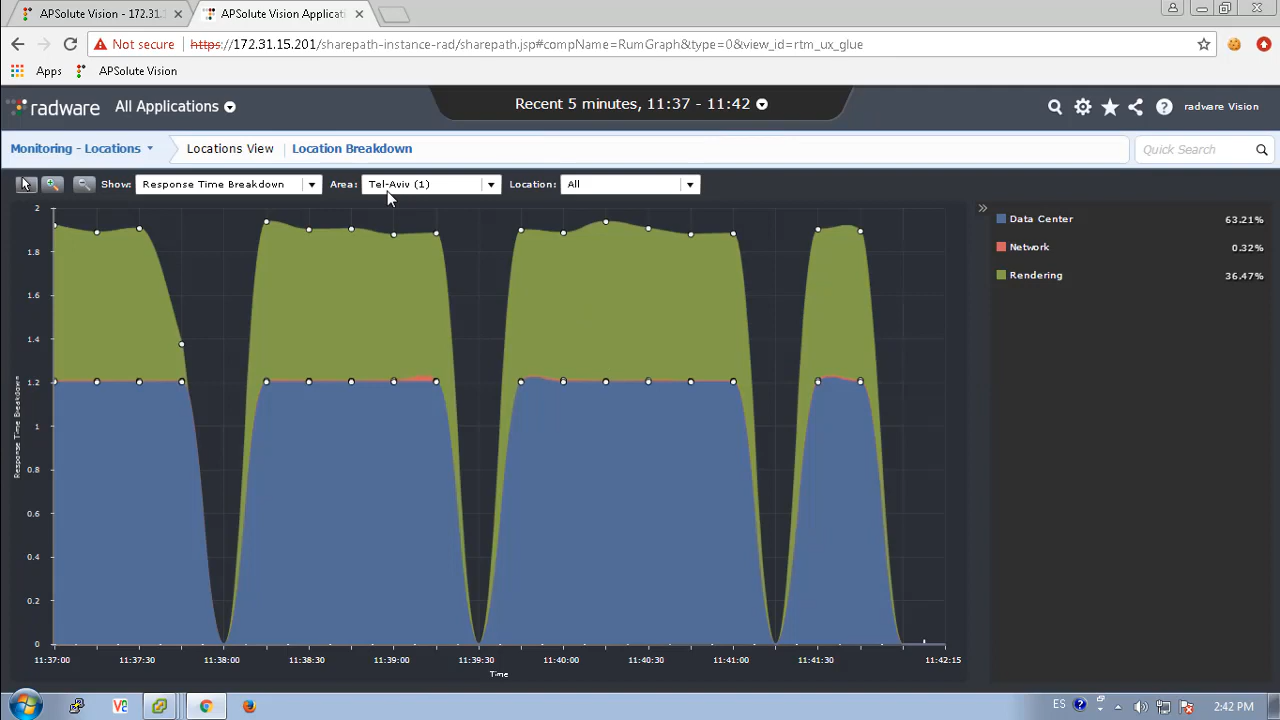 APSolute Vision - 172.31
APSolute Vision Applicati
Not secure
https://172.31.15.201/sharepath-instance-rad/sharepath.jsp#compName=RumGraph&type=0&view_id=rtm_ux_glue
Apps
APSolute Vision
radware
All Applications
Recent 5 minutes, 11:37 - 11:42
radware Vision
Monitoring - Locations
Locations View
Location Breakdown
Quick Search
Show:
Response Time Breakdown
Area:
Tel-Aviv (1)
Location:
All
2
1.8
1.6
1.4
1.2
1
0.8
0.6
0.4
0.2
0
Response Time Breakdown
11:37:00
11:37:30
11:38:00
11:38:30
11:39:00
11:39:30
11:40:00
11:40:30
11:41:00
11:41:30
11:42:15
Time
Data Center 63.21%
Network 0.32%
Rendering 36.47%
ES
2:42 PM